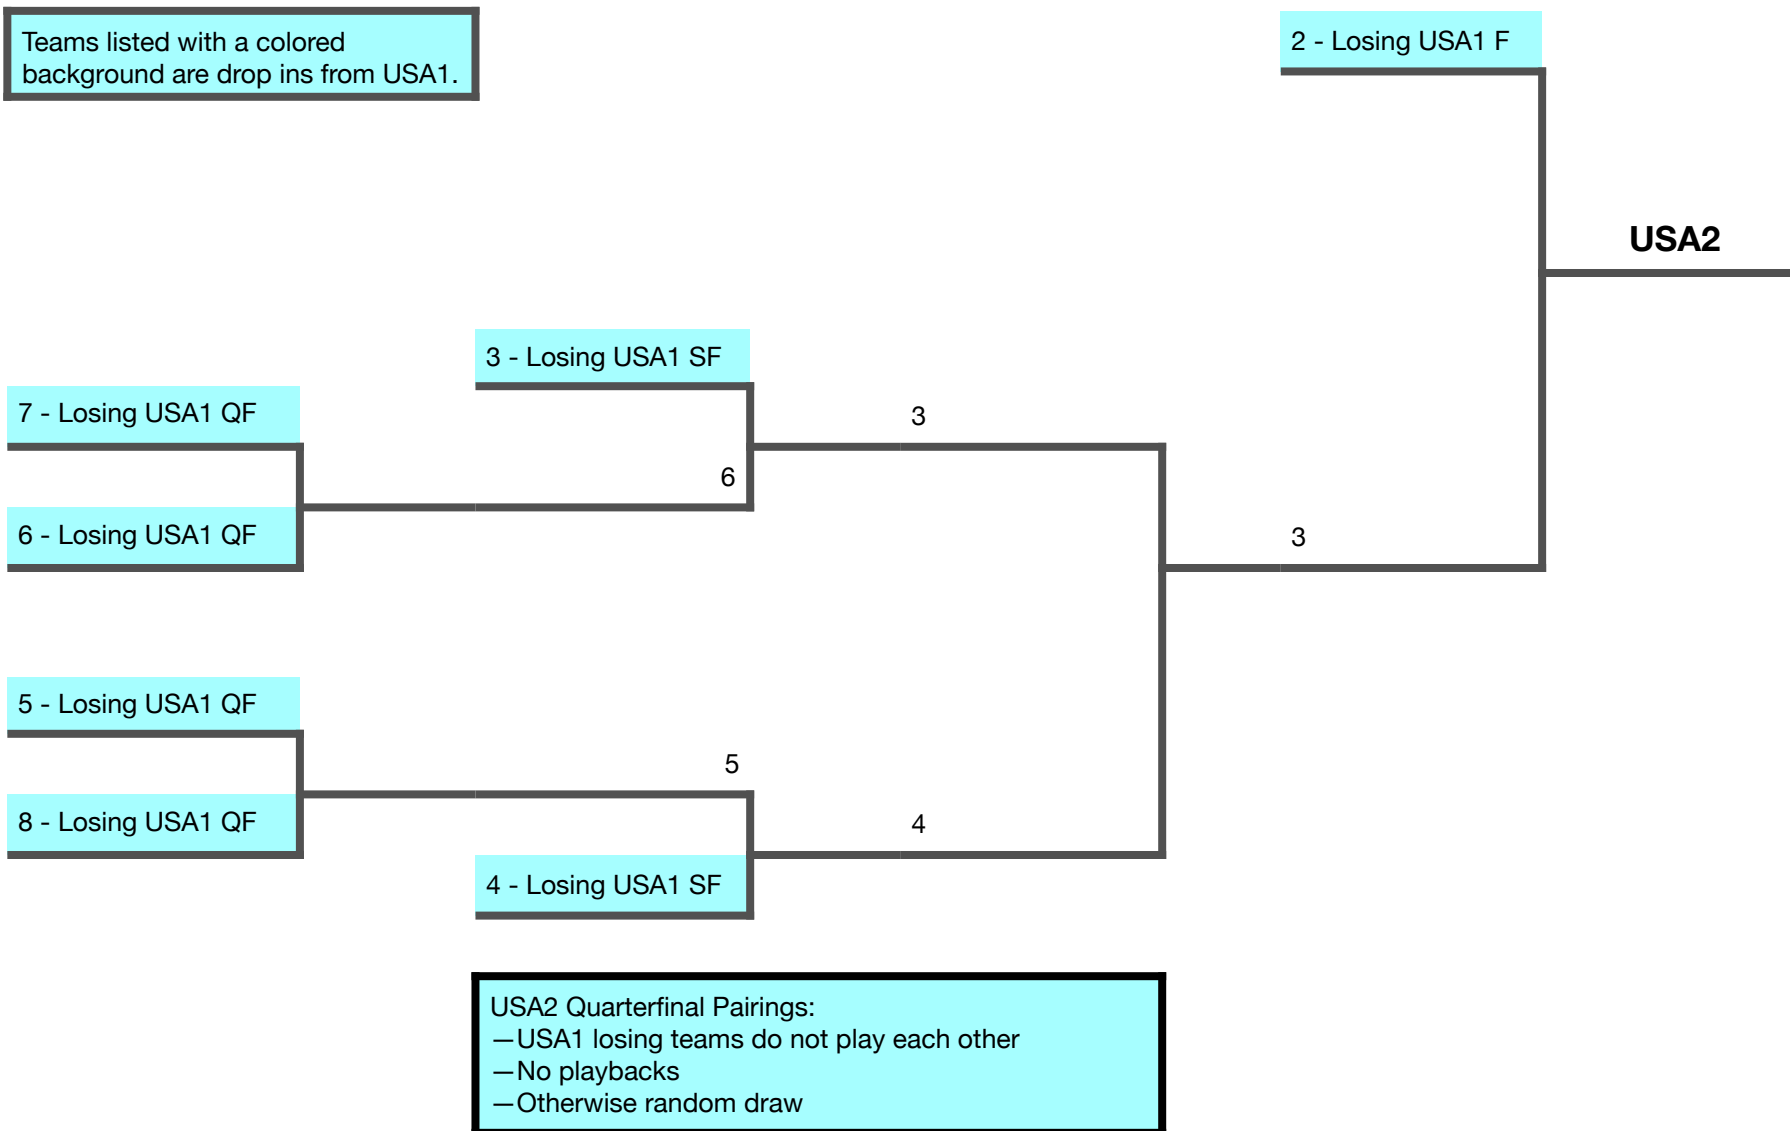 Teams listed with a colored
background are drop ins from USA1.
2 - Losing USA1 F
USA2
3 - Losing USA1 SF
7 - Losing USA1 QF
3
6
6 - Losing USA1 QF
3
5 - Losing USA1 QF
5
8 - Losing USA1 QF
4
4 - Losing USA1 SF
USA2 Quarterfinal Pairings:
—USA1 losing teams do not play each other
—No playbacks
—Otherwise random draw